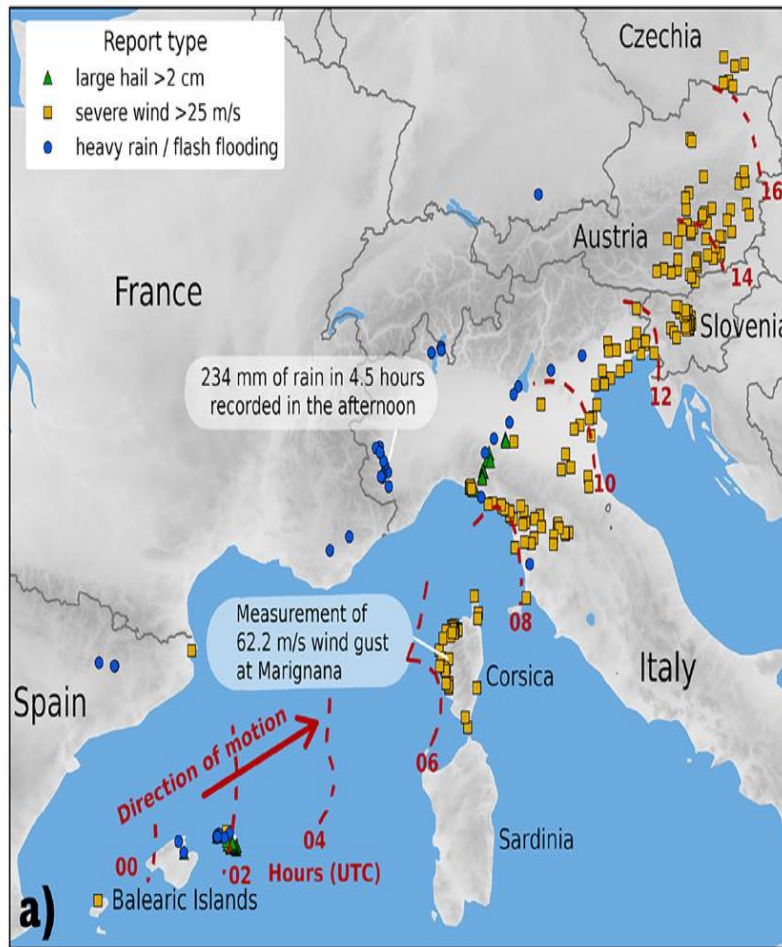 Report type
large hail >2 cm
severe wind >25 m/s
heavy rain / flash flooding
Czechia
16
Austria
14
France
Slovenia
234 mm of rain in 4.5 hours
recorded in the afternoon
12
10
Measurement of
62.2 m/s wind gust
at Marignana
08
Corsica
Italy
Spain
Direction of motion
06
04
Sardinia
00
02
Hours (UTC)
a)
Balearic Islands